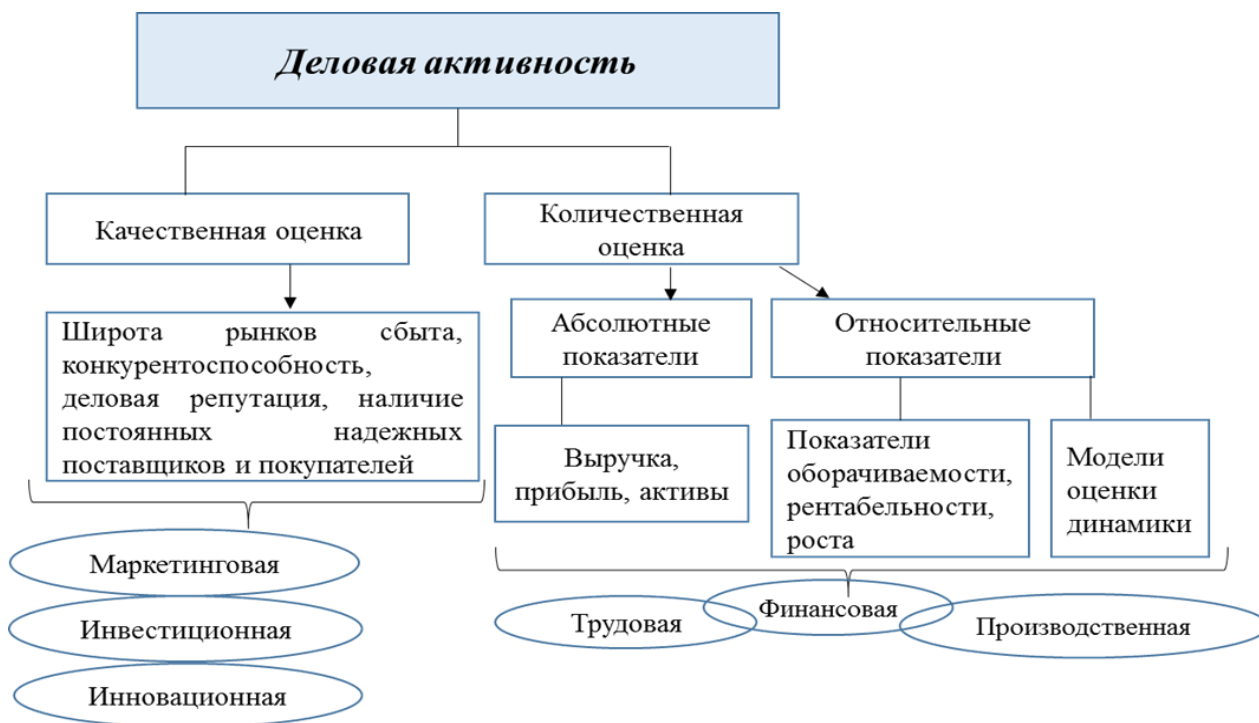 Деловая активность
Качественная оценка
Количественная
оценка
Широта рынков сбыта,
конкурентоспособность,
деловая репутация, наличие
постоянных надежных
поставщиков и покупателей
Абсолютные
показатели
Относительные
показатели
Выручка,
прибыль, активы
Показатели
оборачиваемости,
рентабельности,
роста
Модели
оценки
динамики
Маркетинговая
Инвестиционная
Инновационная
Трудовая
Финансовая
Производственная